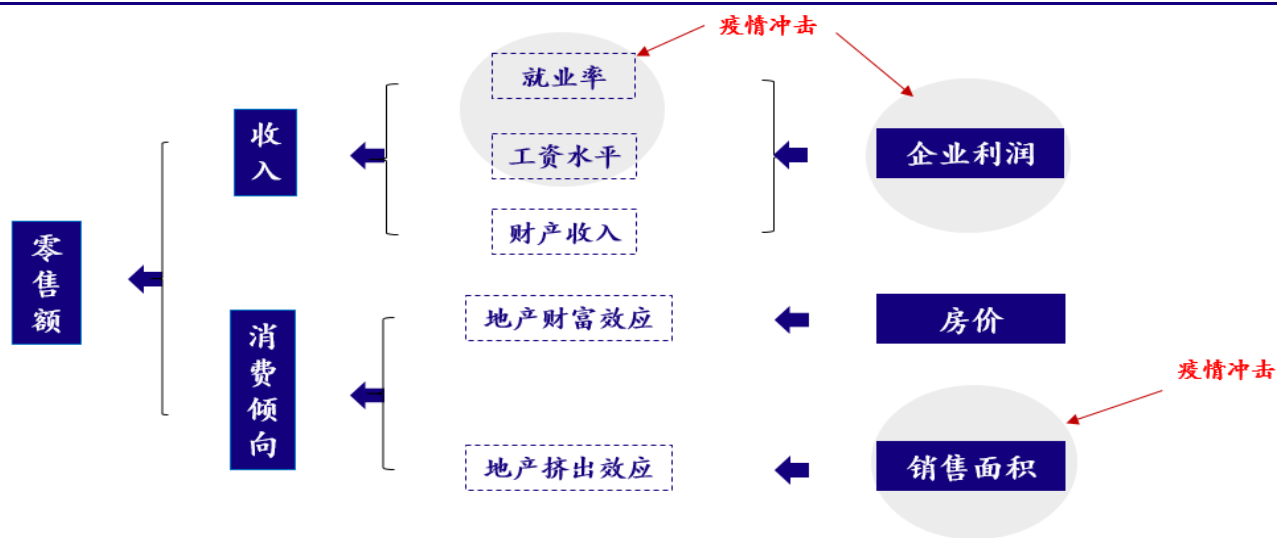 疫情冲击
就业率
收入
工资水平
企业利润
财产收入
零售额
地产财富效应
房价
消费倾向
疫情冲击
地产挤出效应
销售面积